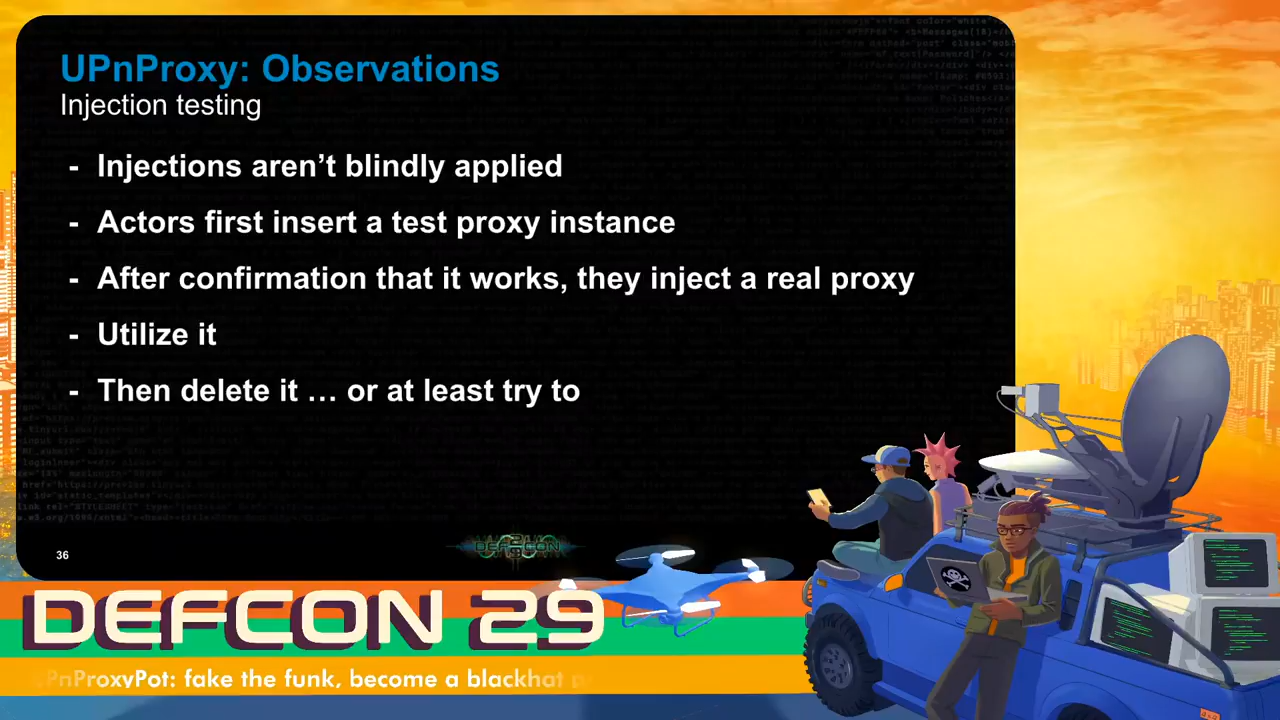 UPnProxy: Observations
Injection testing
- Injections aren’t blindly applied
- Actors first insert a test proxy instance
- After confirmation that it works, they inject a real proxy
- Utilize it
- Then delete it … or at least try to
36
DEFCON
DEFCON 29
PnProxyPot: fake the funk, become a blackhat